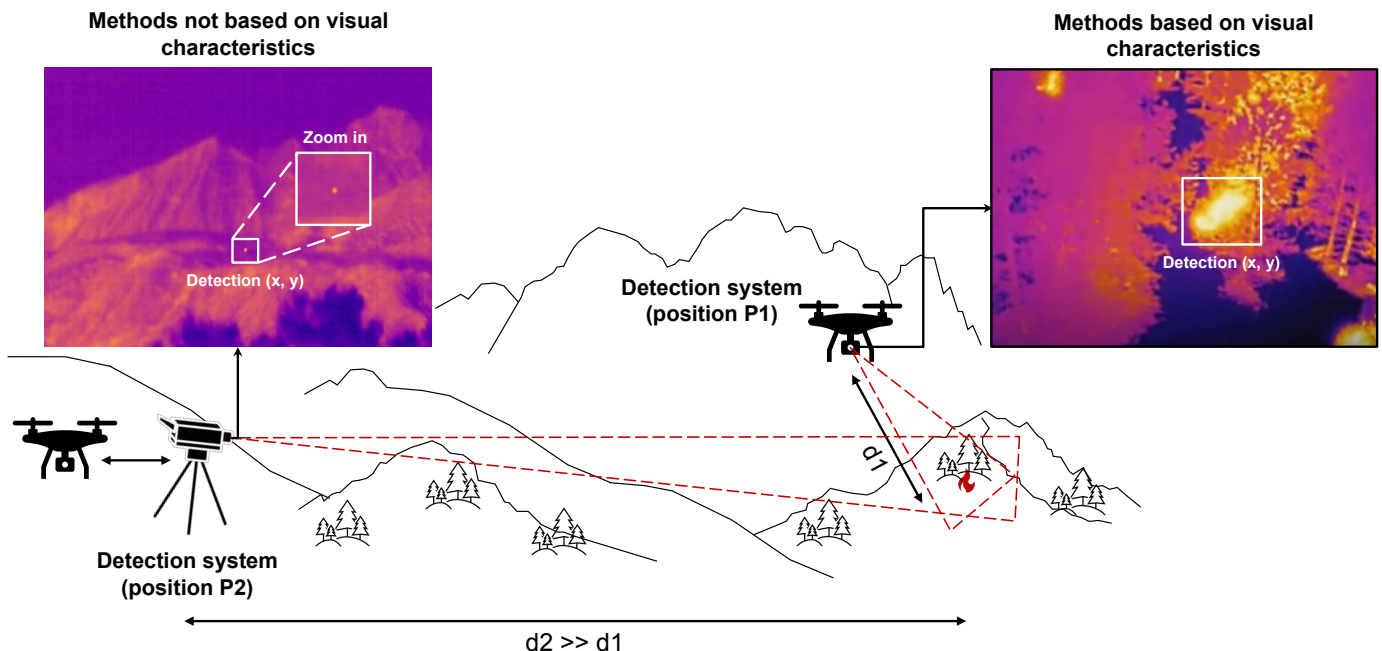 Methods not based on visual
characteristics
Zoom in
Detection (x, y)
Methods based on visual
characteristics
Detection (x, y)
Detection system
(position P1)
d1
Detection system
(position P2)
d2 >> d1